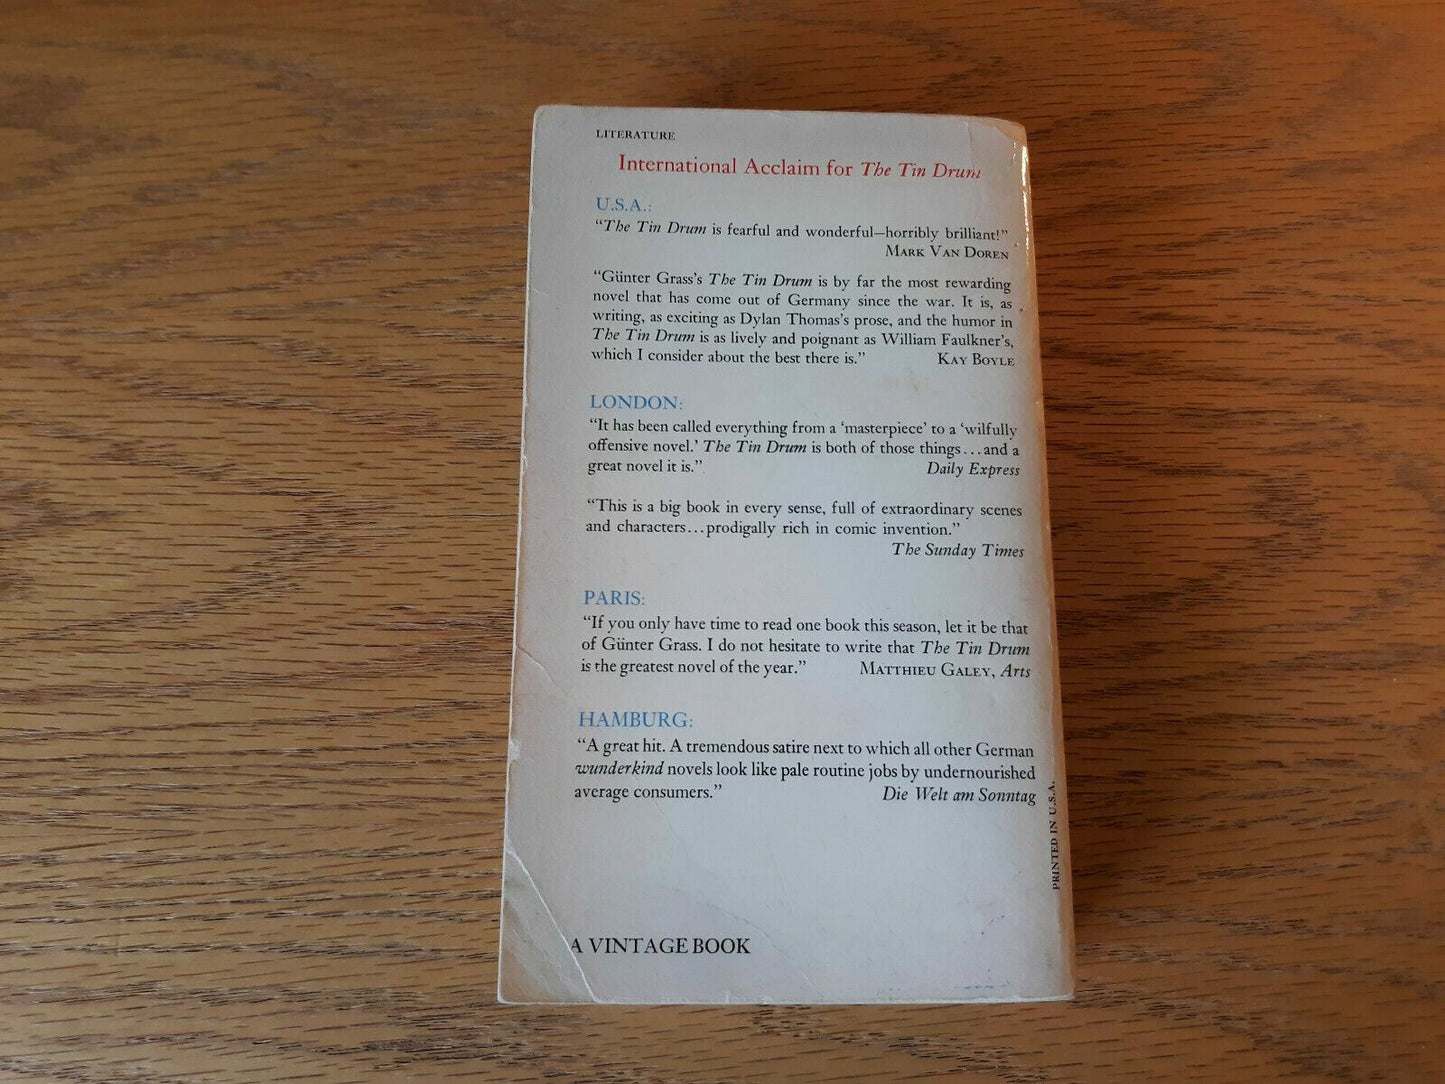 LITERATURE
International Acclaim for The Tin Drum
U.S.A.:
“The Tin Drum is fearful and wonderful—horribly brilliant!”
MARK VAN DOREN
“Günter Grass’s The Tin Drum is by far the most rewarding
novel that has come out of Germany since the war. It is, as
writing, as exciting as Dylan Thomas’s prose, and the humor in
The Tin Drum is as lively and poignant as William Faulkner’s,
which I consider about the best there is.” KAY BOYLE
LONDON:
“It has been called everything from a ‘masterpiece’ to a ‘wilfully
offensive novel.’ The Tin Drum is both of those things...and a
great novel it is.” Daily Express
“This is a big book in every sense, full of extraordinary scenes
and characters...prodigally rich in comic invention.”
The Sunday Times
PARIS:
“If you only have time to read one book this season, let it be that
of Günter Grass. I do not hesitate to write that The Tin Drum
is the greatest novel of the year.” MATTHIEU GALEY, Arts
HAMBURG:
“A great hit. A tremendous satire next to which all other German
wunderkind novels look like pale routine jobs by undernourished
average consumers.” Die Welt am Sonntag
PRINTED IN U.S.A.
A VINTAGE BOOK